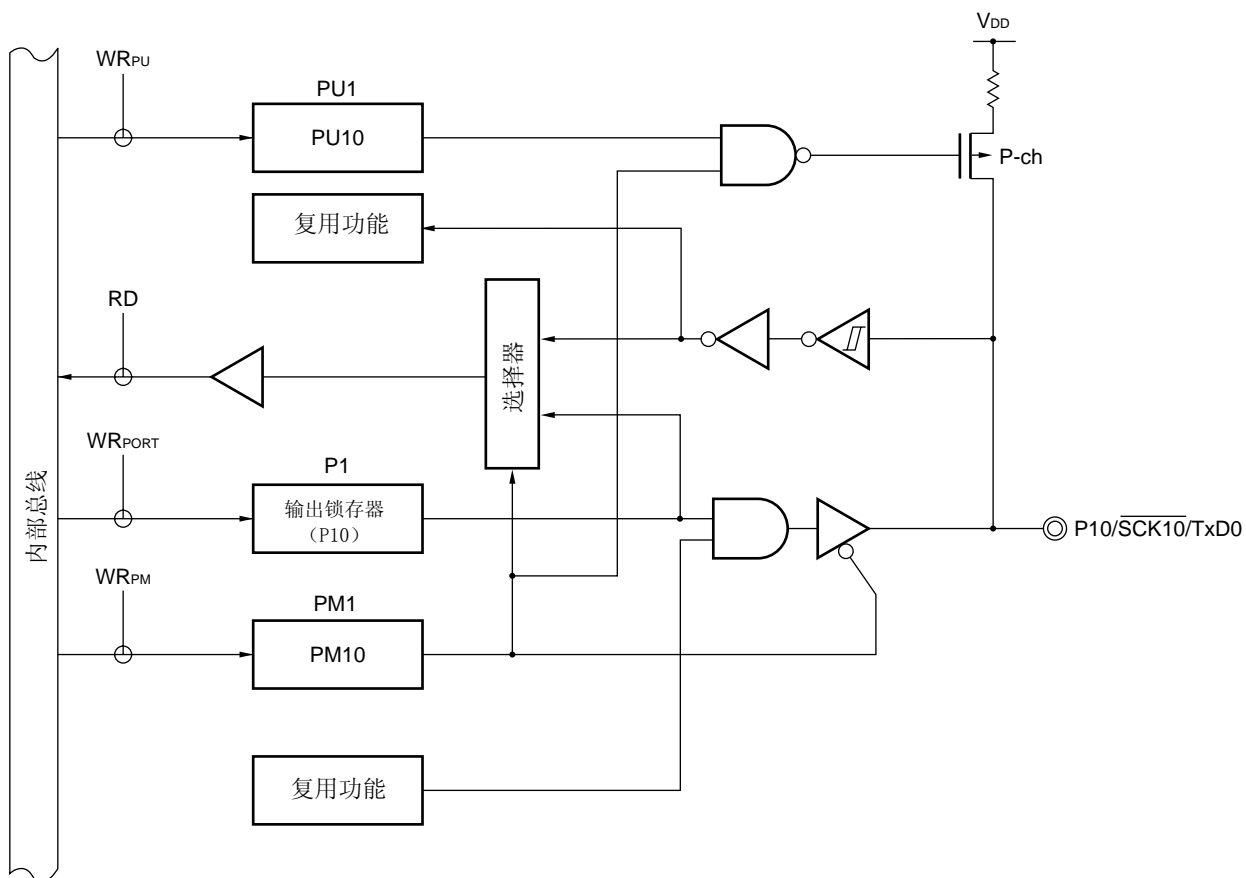 VDD
WRPU
PU1
PU10
P-ch
复用功能
RD
选择器
WRPORT
P1
输出锁存器
（P10）
P10/SCK10/TxD0
内部总线
WRPM
PM1
PM10
复用功能